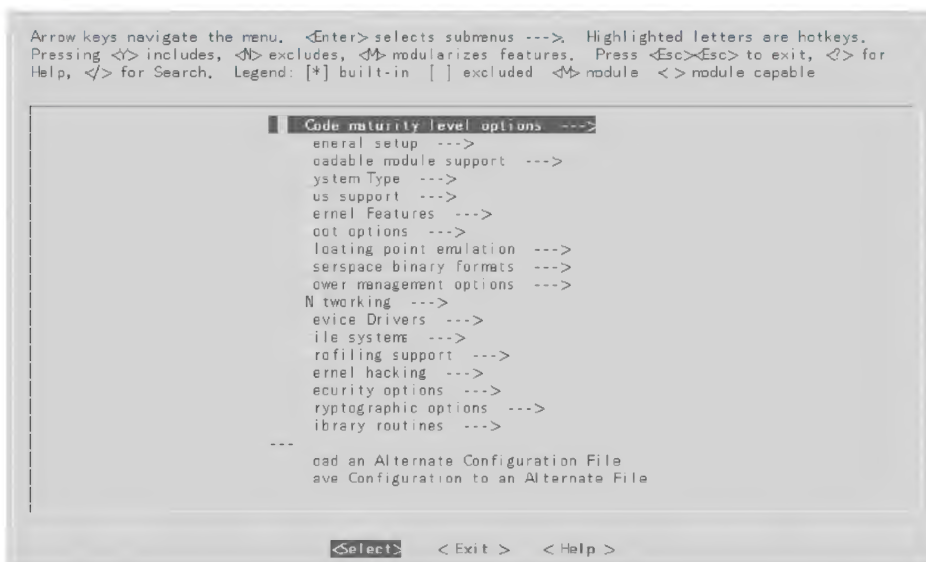 Arrow keys navigate the menu. <Enter> selects submenus --->. Highlighted letters are hotkeys.
Pressing <Y> includes, <N> excludes, <M> modularizes features. Press <Esc><Esc> to exit, <?> for
Help, </> for Search. Legend: [*] built-in [ ] excluded <M> module < > module capable
Code maturity level options --->
eneral setup --->
oadable module support --->
ystem Type --->
us support --->
ernel Features --->
oot options --->
loating point emulation --->
serspace binary formats --->
ower management options --->
N tworking --->
evice Drivers --->
ile systems --->
rofiling support --->
ernel hacking --->
ecurity options --->
ryptographic options --->
ibrary routines --->
---
oad an Alternate Configuration File
ave Configuration to an Alternate File
<Select> < Exit > < Help >